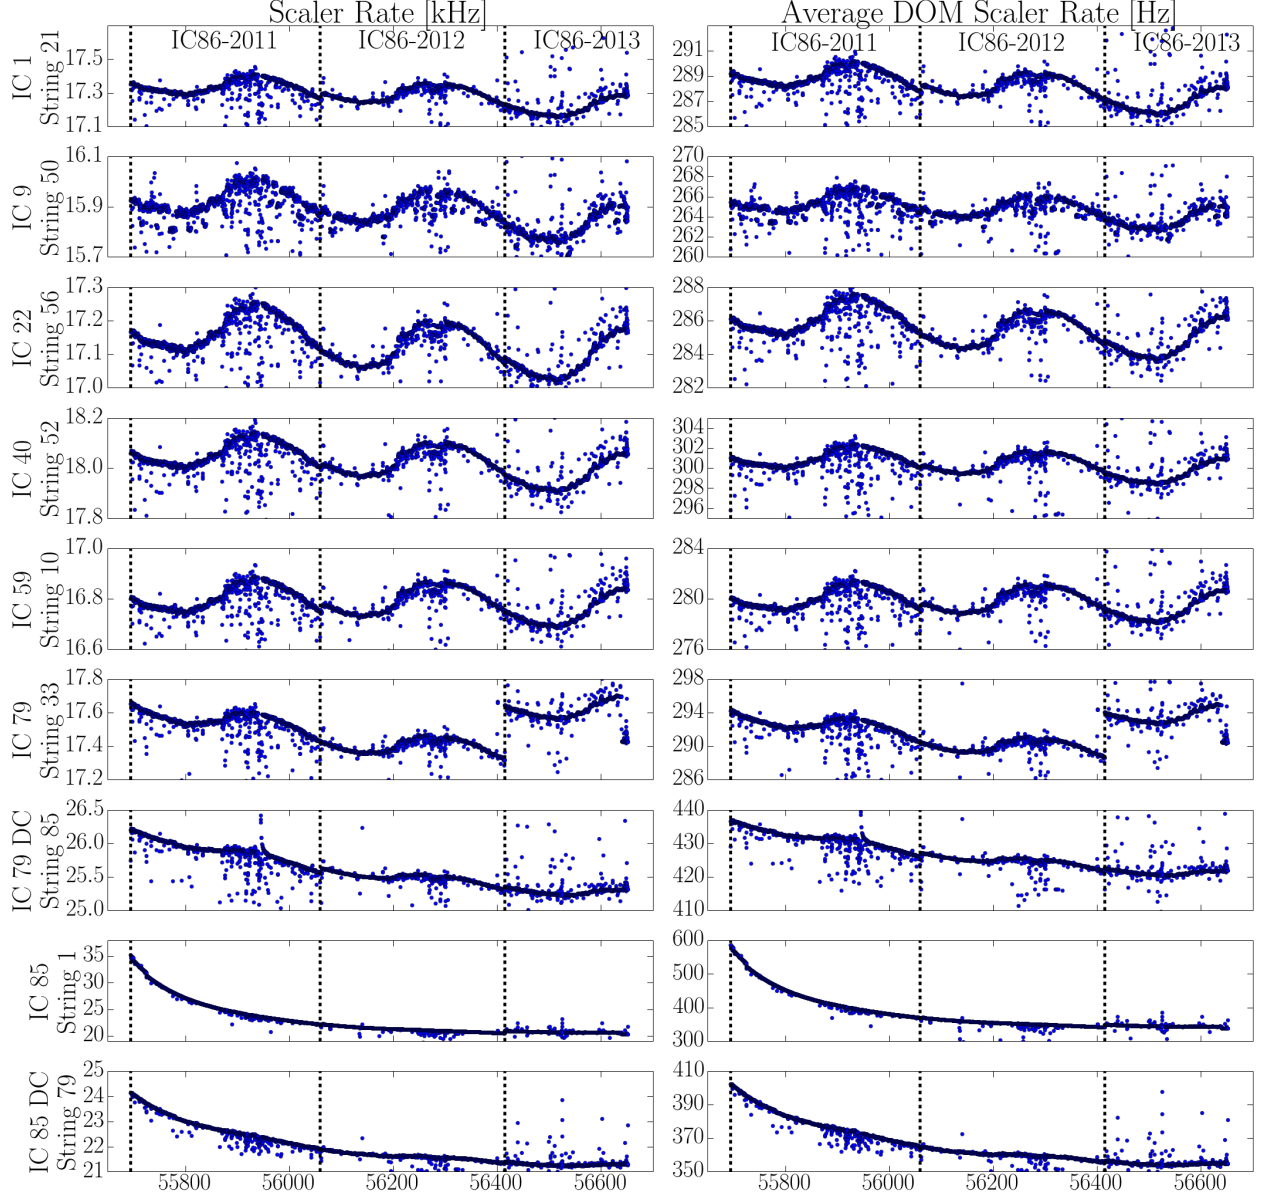 Scaler Rate [kHz]
Average DOM Scaler Rate [Hz]
IC86-2011 IC86-2012 IC86-2013
IC86-2011 IC86-2012 IC86-2013
IC 1
String 21
17.5
17.3
17.1
291
289
287
285
IC 9
String 50
16.1
15.9
15.7
270
268
266
264
262
260
IC 22
String 56
17.3
17.2
17.1
17.0
288
286
284
282
IC 40
String 52
18.2
18.0
17.8
304
302
300
298
296
IC 59
String 10
17.0
16.8
16.6
284
280
276
IC 79
String 33
17.8
17.6
17.4
17.2
298
294
290
286
IC 79 DC
String 85
26.5
26.0
25.5
25.0
440
430
420
410
IC 85
String 1
35
30
25
20
600
500
400
300
IC 85 DC
String 79
25
24
23
22
21
410
390
370
350
55800 56000 56200 56400 56600
55800 56000 56200 56400 56600